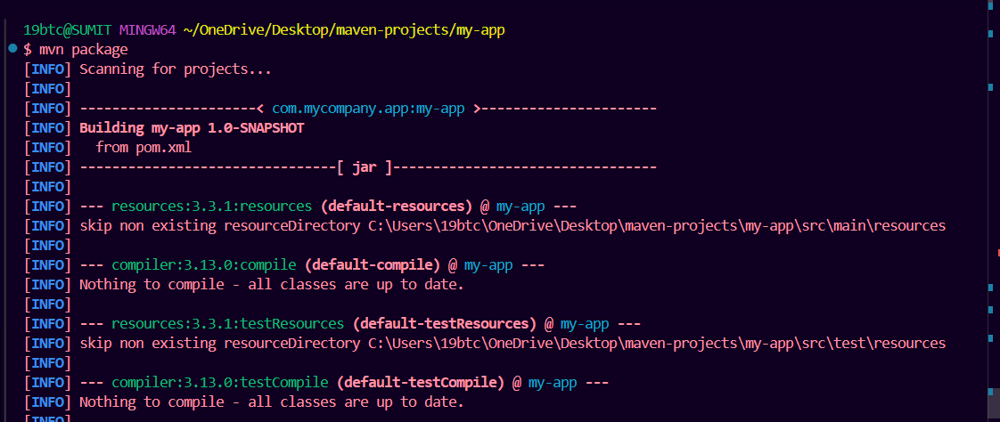 19btc@SUMIT MINGW64 ~/OneDrive/Desktop/maven-projects/my-app
$ mvn package
[INFO] Scanning for projects...
[INFO]
[INFO] ----------------------< com.mycompany.app:my-app >----------------------
[INFO] Building my-app 1.0-SNAPSHOT
[INFO]   from pom.xml
[INFO] --------------------------------[ jar ]---------------------------------
[INFO]
[INFO] --- resources:3.3.1:resources (default-resources) @ my-app ---
[INFO] skip non existing resourceDirectory C:\Users\19btc\OneDrive\Desktop\maven-projects\my-app\src\main\resources
[INFO]
[INFO] --- compiler:3.13.0:compile (default-compile) @ my-app ---
[INFO] Nothing to compile - all classes are up to date.
[INFO]
[INFO] --- resources:3.3.1:testResources (default-testResources) @ my-app ---
[INFO] skip non existing resourceDirectory C:\Users\19btc\OneDrive\Desktop\maven-projects\my-app\src\test\resources
[INFO]
[INFO] --- compiler:3.13.0:testCompile (default-testCompile) @ my-app ---
[INFO] Nothing to compile - all classes are up to date.
[INFO]